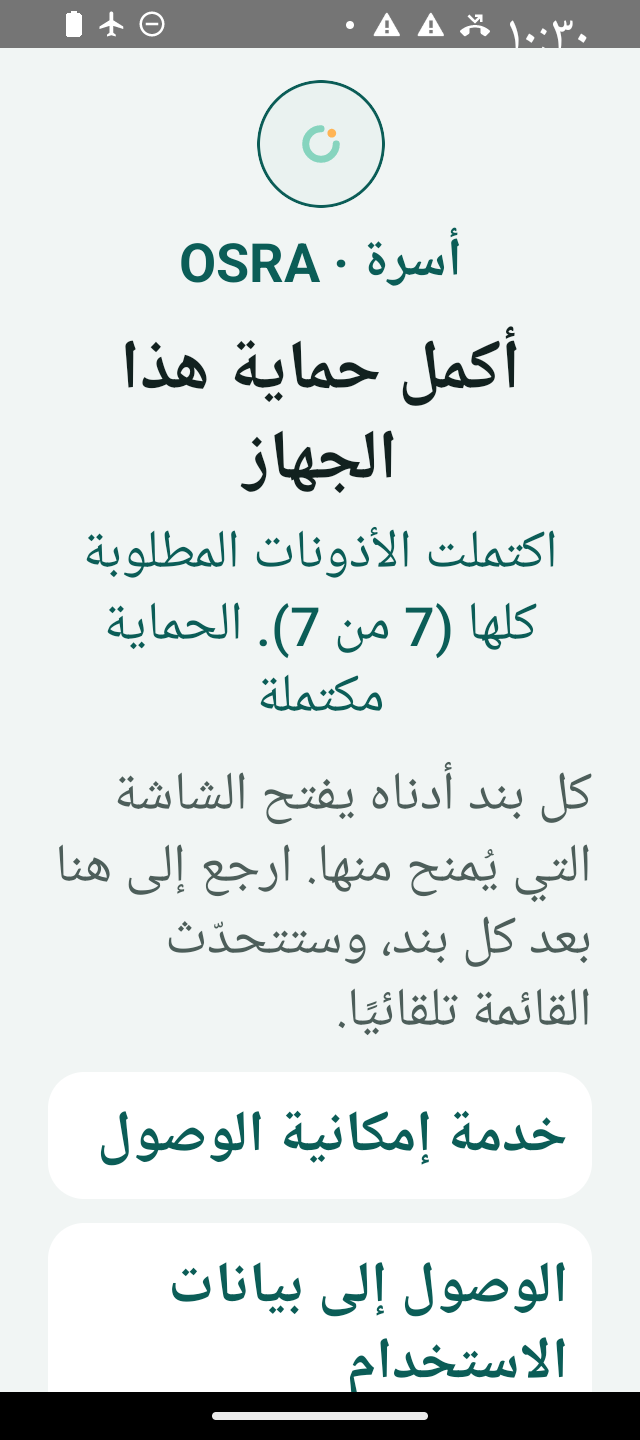 ١٠:٣٠
أسرة · OSRA
أكمل حماية هذا
الجهاز
اكتملت الأذونات المطلوبة
كلها (7 من 7). الحماية
مكتملة
كل بند أدناه يفتح الشاشة
التي يُمنح منها. ارجع إلى هنا
بعد كل بند، وستتحدّث
القائمة تلقائيًا.
خدمة إمكانية الوصول
الوصول إلى بيانات
الاستخدام